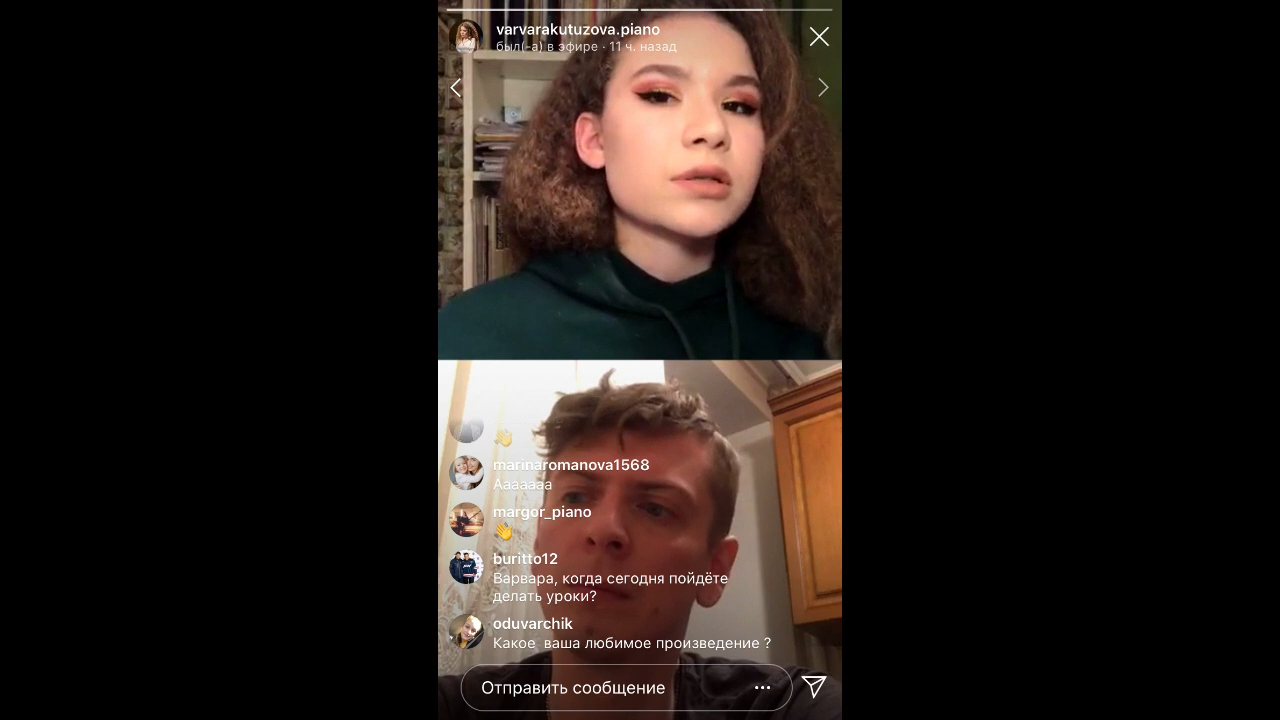 varvarakutuzova.piano
был(-а) в эфире · 11 ч. назад
👋
marinaromanova1568
Ааааааа
margor_piano
👋
buritto12
Варвара, когда сегодня пойдёте
делать уроки?
oduvarchik
Какое ваша любимое произведение ?
Отправить сообщение